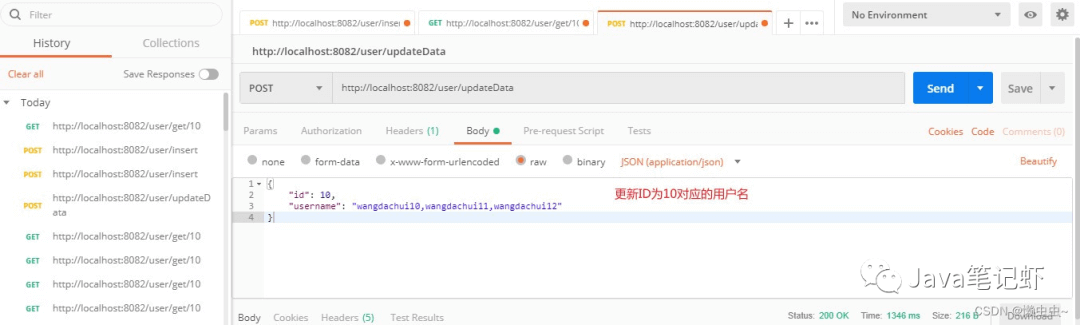 Filter
History Collections
Clear all Save Responses
Today
GET http://localhost:8082/user/get/10
POST http://localhost:8082/user/insert
POST http://localhost:8082/user/insert
POST http://localhost:8082/user/updateD
ata
GET http://localhost:8082/user/get/10
GET http://localhost:8082/user/get/10
GET http://localhost:8082/user/get/10
GET http://localhost:8082/user/get/10
POST http://localhost:8082/user/inser GET http://localhost:8082/user/get/10 POST http://localhost:8082/user/upda + ••• No Environment
http://localhost:8082/user/updateData
POST http://localhost:8082/user/updateData Send Save
Params Authorization Headers (1) Body Pre-request Script Tests Cookies Code Comments (0)
none form-data x-www-form-urlencoded raw binary JSON (application/json) Beautify
1 {
2 "id": 10,
3 "username": "wangdachui10,wangdachui11,wangdachui12"
4 }
更新ID为10对应的用户名
Java笔记虾
Body Cookies Headers (5) Test Results Status: 200 OK Time: 1346 ms Size: 216 B Download
CSDN @懒虫虫~